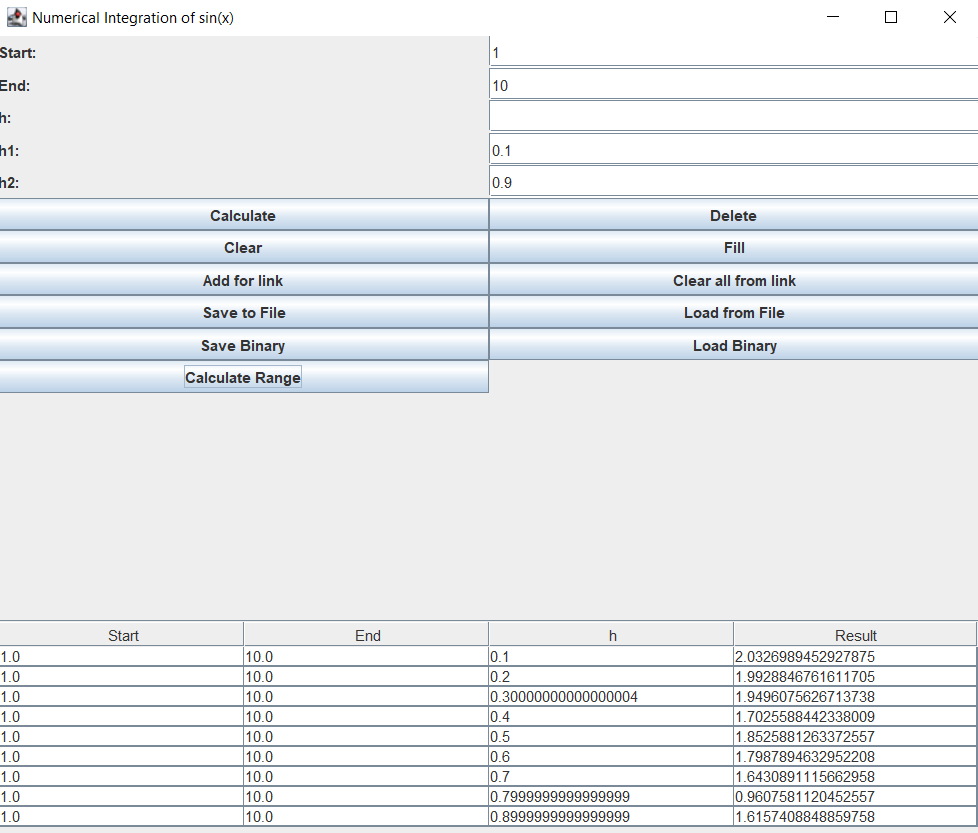 Numerical Integration of sin(x)
Start: 1
End: 10
h:
h1: 0.1
h2: 0.9
Calculate Delete
Clear Fill
Add for link Clear all from link
Save to File Load from File
Save Binary Load Binary
Calculate Range
Start End h Result
1.0 10.0 0.1 2.0326989452927875
1.0 10.0 0.2 1.9928846761611705
1.0 10.0 0.30000000000000004 1.9496075626713738
1.0 10.0 0.4 1.7025588442338009
1.0 10.0 0.5 1.8525881263372557
1.0 10.0 0.6 1.7987894632952208
1.0 10.0 0.7 1.6430891115662958
1.0 10.0 0.7999999999999999 0.9607581120452557
1.0 10.0 0.8999999999999999 1.6157408848859758